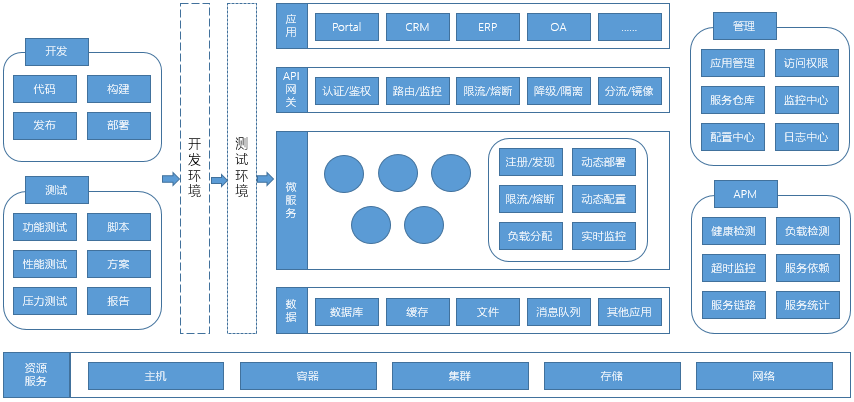 开发
代码
构建
发布
部署
测试
功能测试
脚本
性能测试
方案
压力测试
报告
开发环境
测试环境
应用
Portal
CRM
ERP
OA
......
API
网关
认证/鉴权
路由/监控
限流/熔断
降级/隔离
分流/镜像
微服务
注册/发现
动态部署
限流/熔断
动态配置
负载分配
实时监控
数据
数据库
缓存
文件
消息队列
其他应用
管理
应用管理
访问权限
服务仓库
监控中心
配置中心
日志中心
APM
健康检测
负载检测
超时监控
服务依赖
服务链路
服务统计
资源
服务
主机
容器
集群
存储
网络